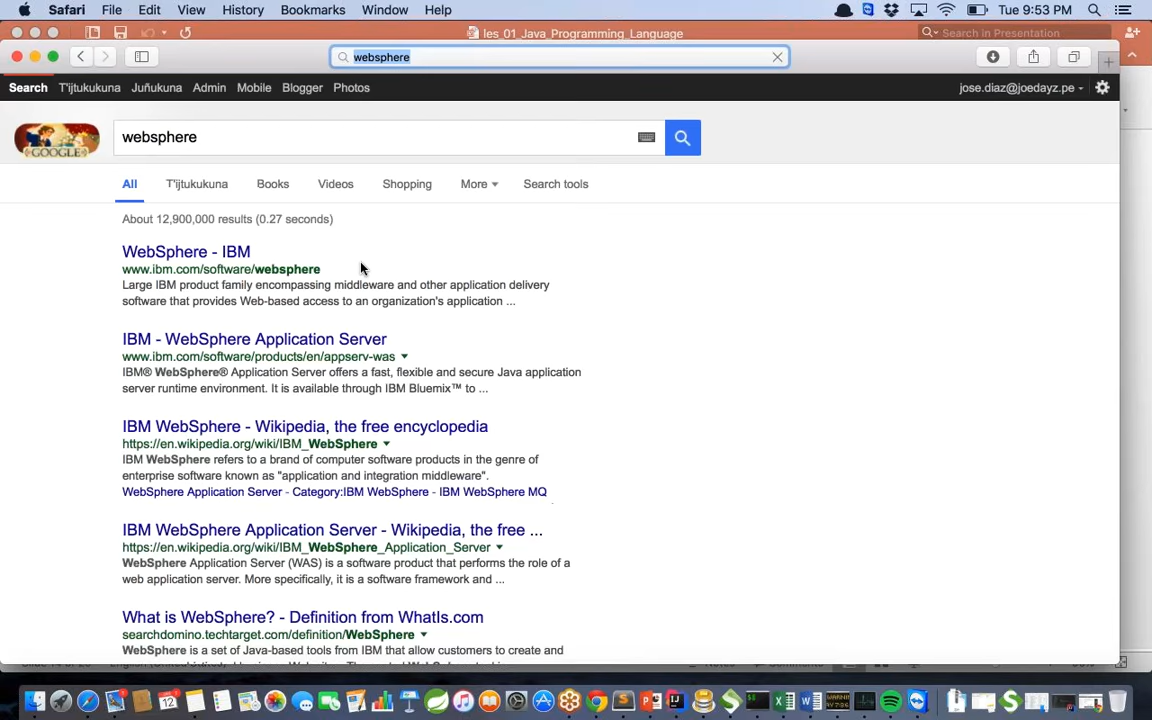 Safari File Edit View History Bookmarks Window Help Tue 9:53 PM
les_01_Java_Programming_Language Search in Presentation
websphere
Search T'ijtukukuna Juñukuna Admin Mobile Blogger Photos jose.diaz@joedayz.pe
GOOGLE
websphere
All T'ijtukukuna Books Videos Shopping More Search tools
About 12,900,000 results (0.27 seconds)
WebSphere - IBM
www.ibm.com/software/websphere
Large IBM product family encompassing middleware and other application delivery
software that provides Web-based access to an organization's application ...
IBM - WebSphere Application Server
www.ibm.com/software/products/en/appserv-was
IBM® WebSphere® Application Server offers a fast, flexible and secure Java application
server runtime environment. It is available through IBM Bluemix™ to ...
IBM WebSphere - Wikipedia, the free encyclopedia
https://en.wikipedia.org/wiki/IBM_WebSphere
IBM WebSphere refers to a brand of computer software products in the genre of
enterprise software known as "application and integration middleware".
WebSphere Application Server - Category:IBM WebSphere - IBM WebSphere MQ
IBM WebSphere Application Server - Wikipedia, the free ...
https://en.wikipedia.org/wiki/IBM_WebSphere_Application_Server
WebSphere Application Server (WAS) is a software product that performs the role of a
web application server. More specifically, it is a software framework and ...
What is WebSphere? - Definition from WhatIs.com
searchdomino.techtarget.com/definition/WebSphere
WebSphere is a set of Java-based tools from IBM that allow customers to create and